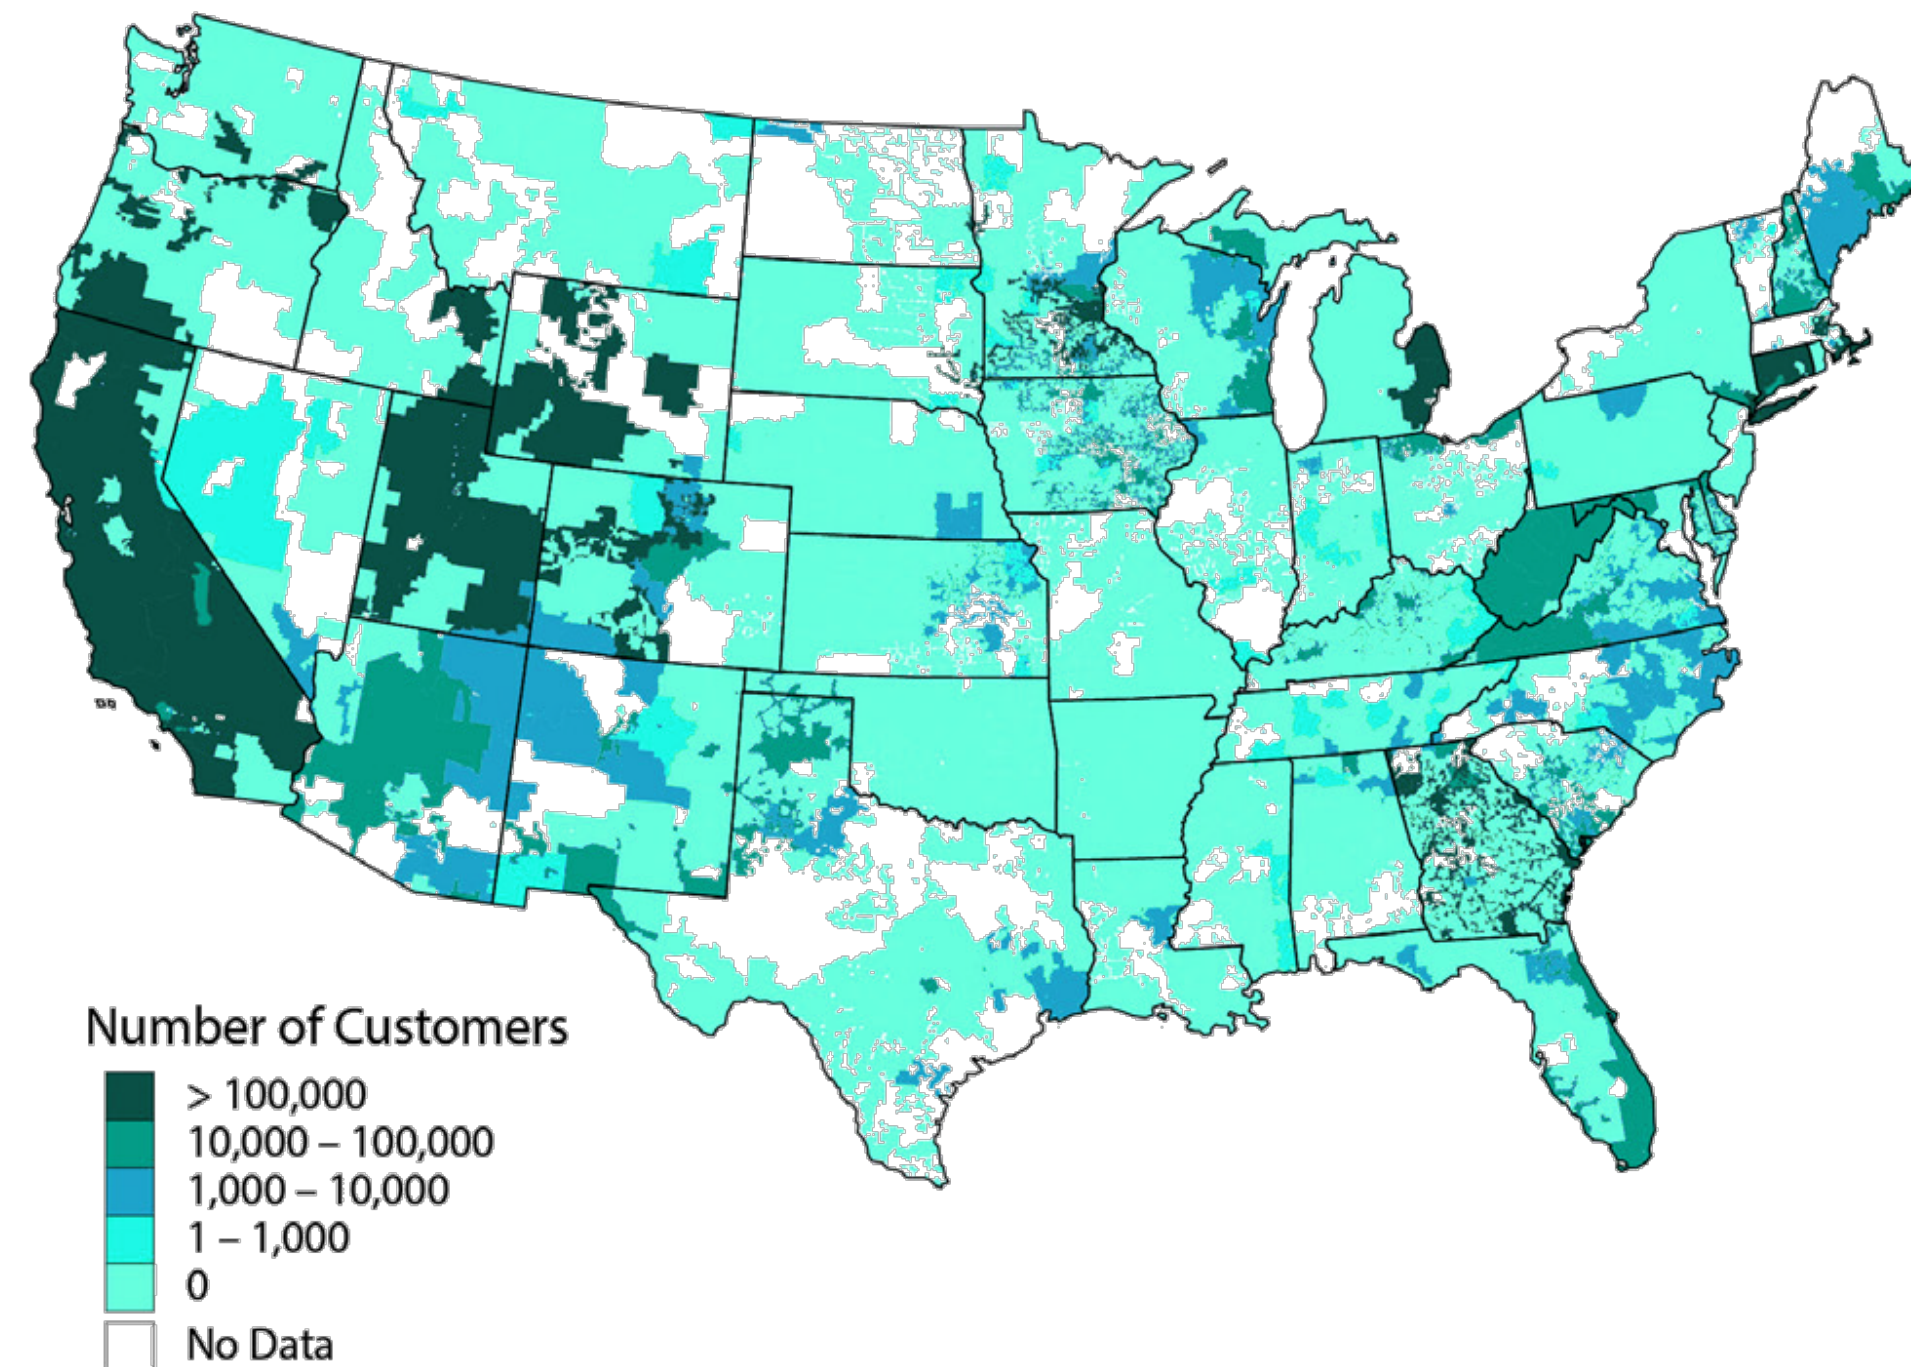 Number of Customers
> 100,000
10,000 – 100,000
1,000 – 10,000
1 – 1,000
0
No Data